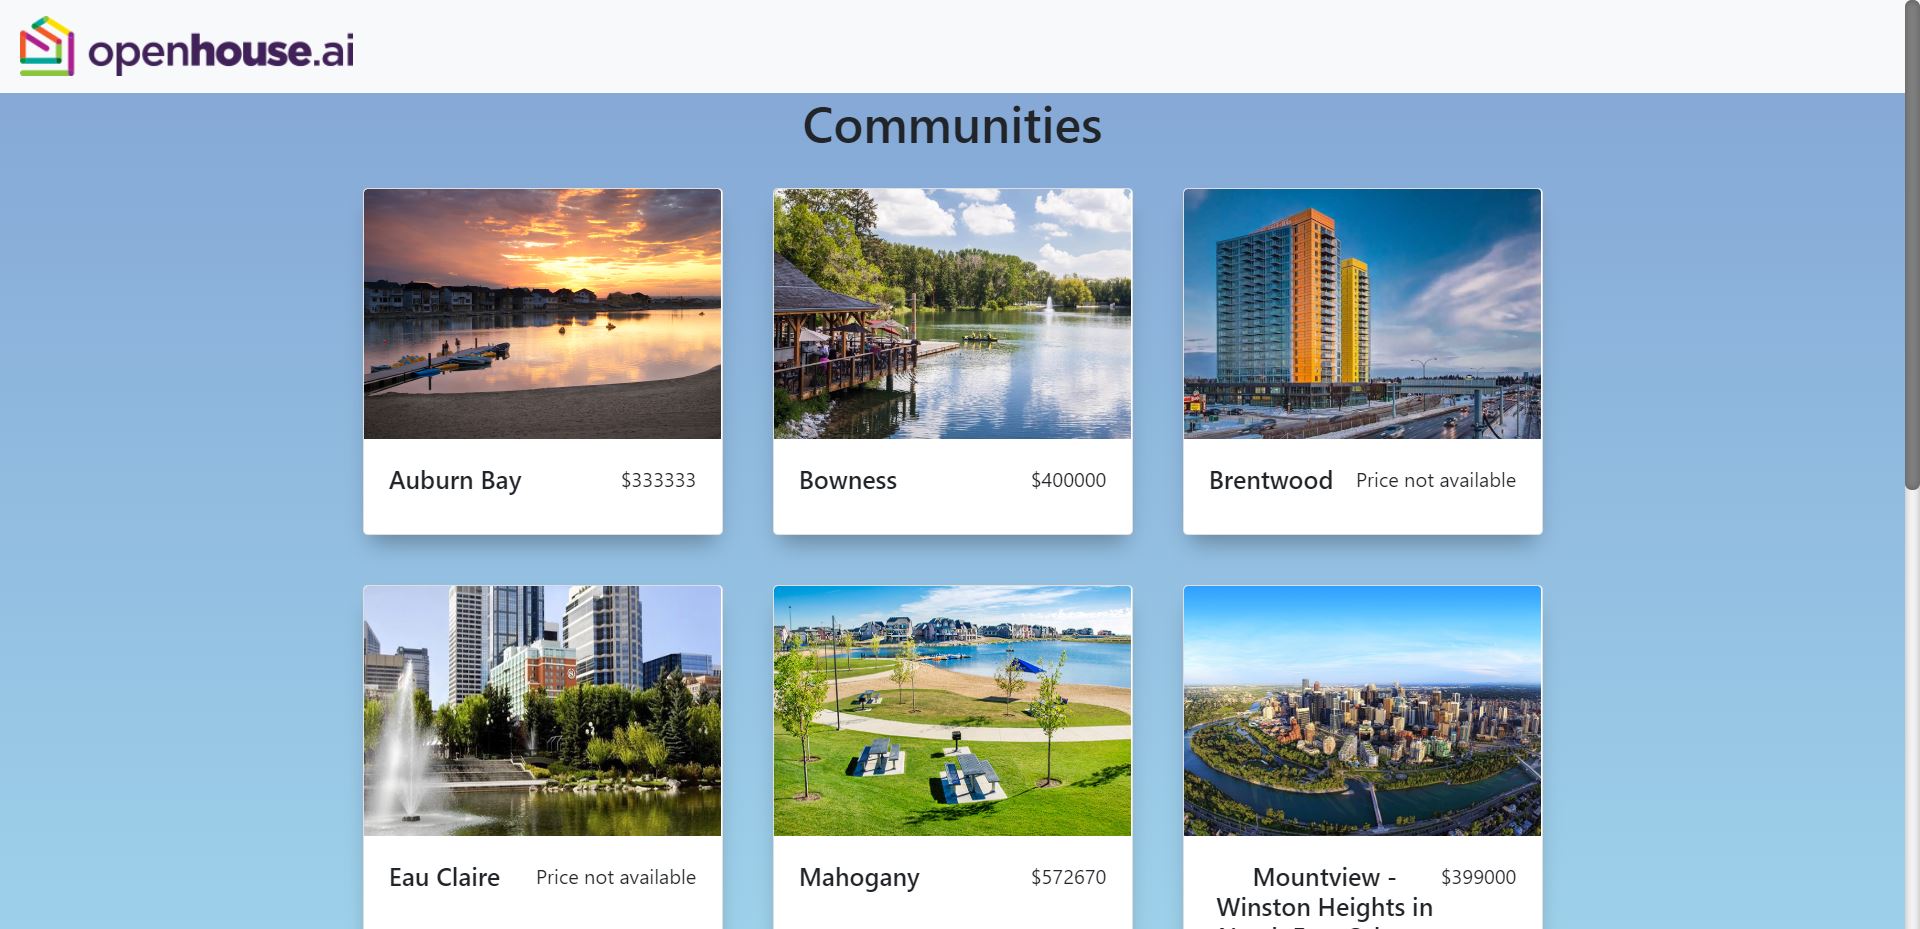 openhouse.ai
Communities
Auburn Bay $333333
Bowness $400000
Brentwood Price not available
Eau Claire Price not available
Mahogany $572670
Mountview - $399000
Winston Heights in